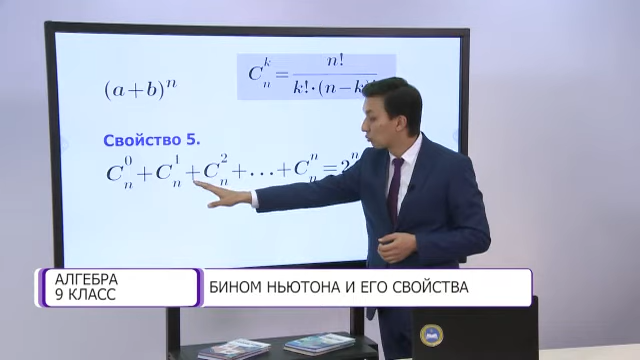 (a+b)^n
C_n^k = n! / k!·(n−k)!
Свойство 5.
C_n^0 + C_n^1 + C_n^2 + ... + C_n^n = 2^n
АЛГЕБРА
9 КЛАСС
БИНОМ НЬЮТОНА И ЕГО СВОЙСТВА